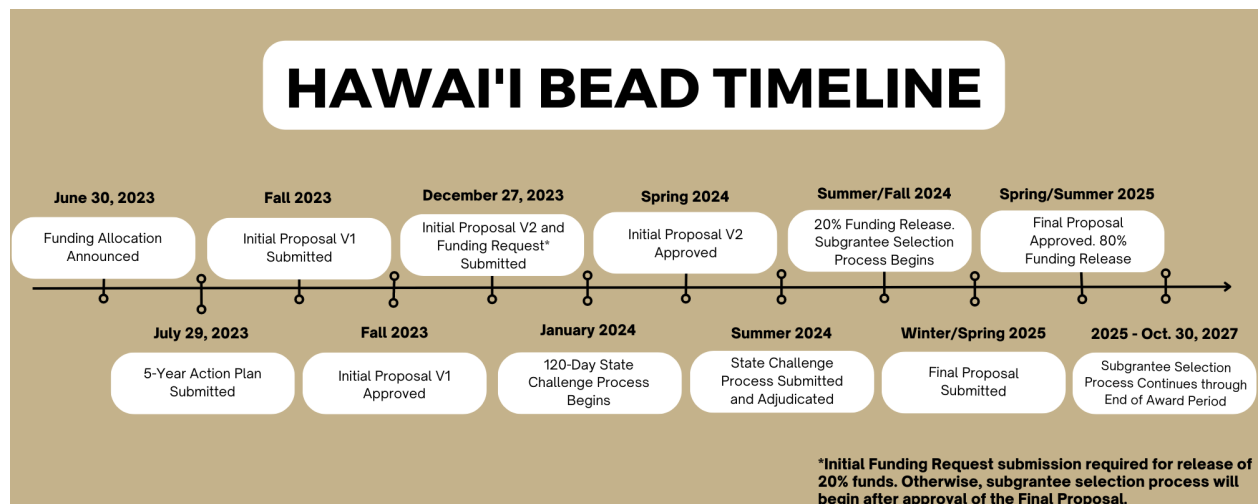 HAWAI'I BEAD TIMELINE
June 30, 2023
Funding Allocation
Announced
July 29, 2023
5-Year Action Plan
Submitted
Fall 2023
Initial Proposal V1
Submitted
Fall 2023
Initial Proposal V1
Approved
December 27, 2023
Initial Proposal V2 and
Funding Request*
Submitted
January 2024
120-Day State
Challenge Process
Begins
Spring 2024
Initial Proposal V2
Approved
Summer 2024
State Challenge
Process Submitted
and Adjudicated
Summer/Fall 2024
20% Funding Release.
Subgrantee Selection
Process Begins
Winter/Spring 2025
Final Proposal
Submitted
Spring/Summer 2025
Final Proposal
Approved. 80%
Funding Release
2025 - Oct. 30, 2027
Subgrantee Selection
Process Continues through
End of Award Period
*Initial Funding Request submission required for release of
20% funds. Otherwise, subgrantee selection process will
begin after approval of the Final Proposal.